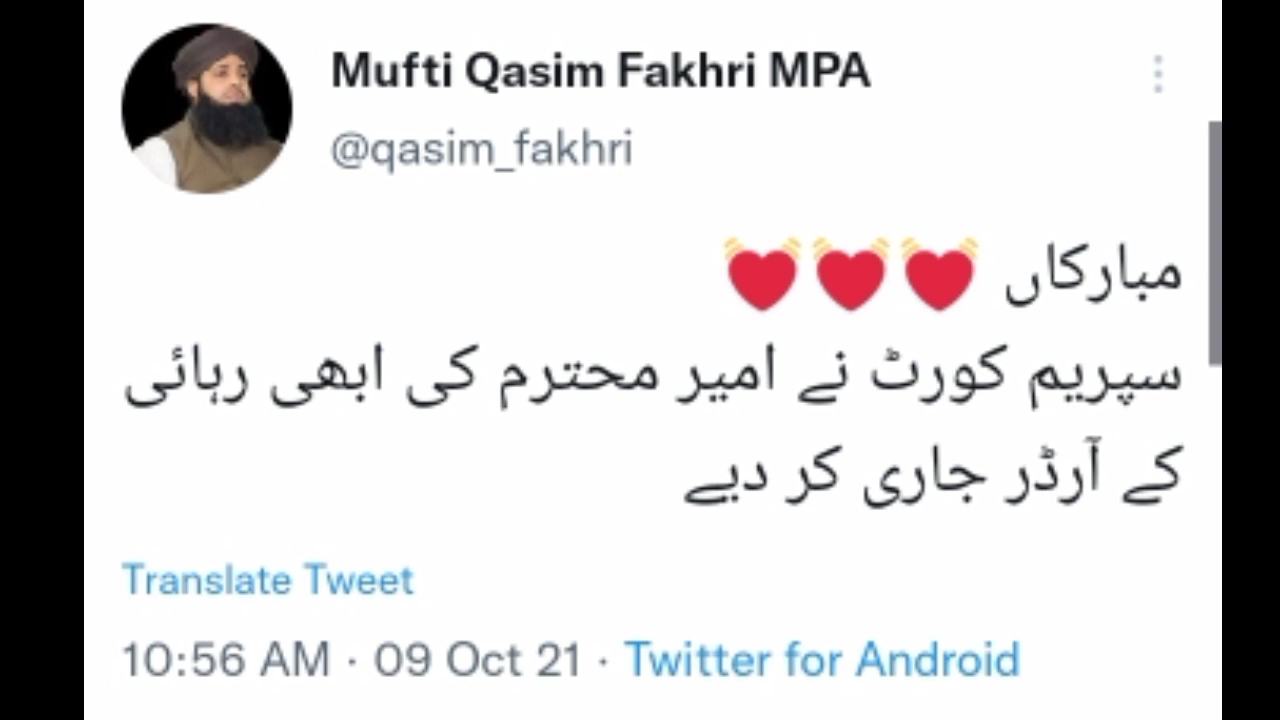 Mufti Qasim Fakhri MPA
@qasim_fakhri
مبارکاں 💓💓💓
سپریم کورٹ نے امیر محترم کی ابھی رہائی
کے آرڈر جاری کر دیے
Translate Tweet
10:56 AM · 09 Oct 21 · Twitter for Android